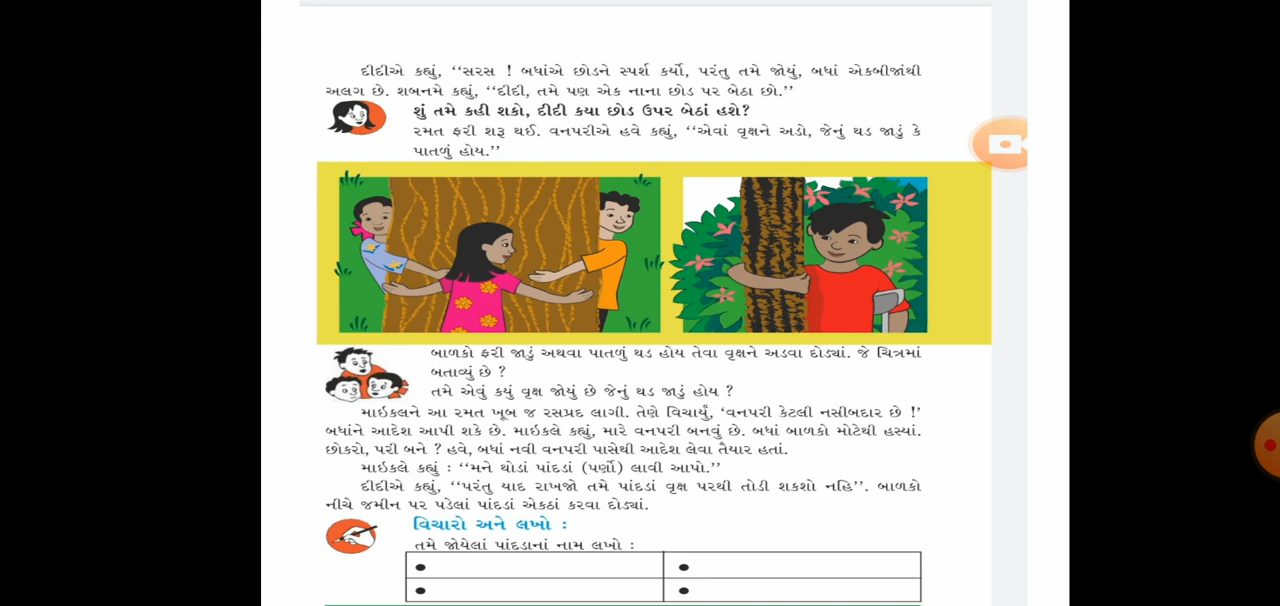 દીદીએ કહ્યું, ‘‘સરસ ! બધાંએ છોડને સ્પર્શ કર્યો, પરંતુ તમે જોયું, બધાં એકબીજાંથી
અલગ છે. શબનમે કહ્યું, ‘‘દીદી, તમે પણ એક નાના છોડ પર બેઠા છો.’’
શું તમે કહી શકો, દીદી કયા છોડ ઉપર બેઠાં હશે?
રમત ફરી શરૂ થઈ. વનપરીએ હવે કહ્યું, ‘‘એવાં વૃક્ષને અડો, જેનું થડ જાડું કે
પાતળું હોય.’’
બાળકો ફરી જાડું અથવા પાતળું થડ હોય તેવા વૃક્ષને અડવા દોડ્યાં. જે ચિત્રમાં
બતાવ્યું છે ?
તમે એવું કયું વૃક્ષ જોયું છે જેનું થડ જાડું હોય ?
માઇકલને આ રમત ખૂબ જ રસપ્રદ લાગી. તેણે વિચાર્યું, ‘વનપરી કેટલી નસીબદાર છે !’
બધાંને આદેશ આપી શકે છે. માઇકલે કહ્યું, મારે વનપરી બનવું છે. બધાં બાળકો મોટેથી હસ્યાં.
છોકરો, પરી બને ? હવે, બધાં નવી વનપરી પાસેથી આદેશ લેવા તૈયાર હતાં.
માઇકલે કહ્યું : ‘‘મને થોડાં પાંદડાં (પર્ણો) લાવી આપો.’’
દીદીએ કહ્યું, ‘‘પરંતુ યાદ રાખજો તમે પાંદડાં વૃક્ષ પરથી તોડી શકશો નહિ’’. બાળકો
નીચે જમીન પર પડેલાં પાંદડાં એકઠાં કરવા દોડ્યાં.
વિચારો અને લખો :
તમે જોયેલાં પાંદડાનાં નામ લખો :